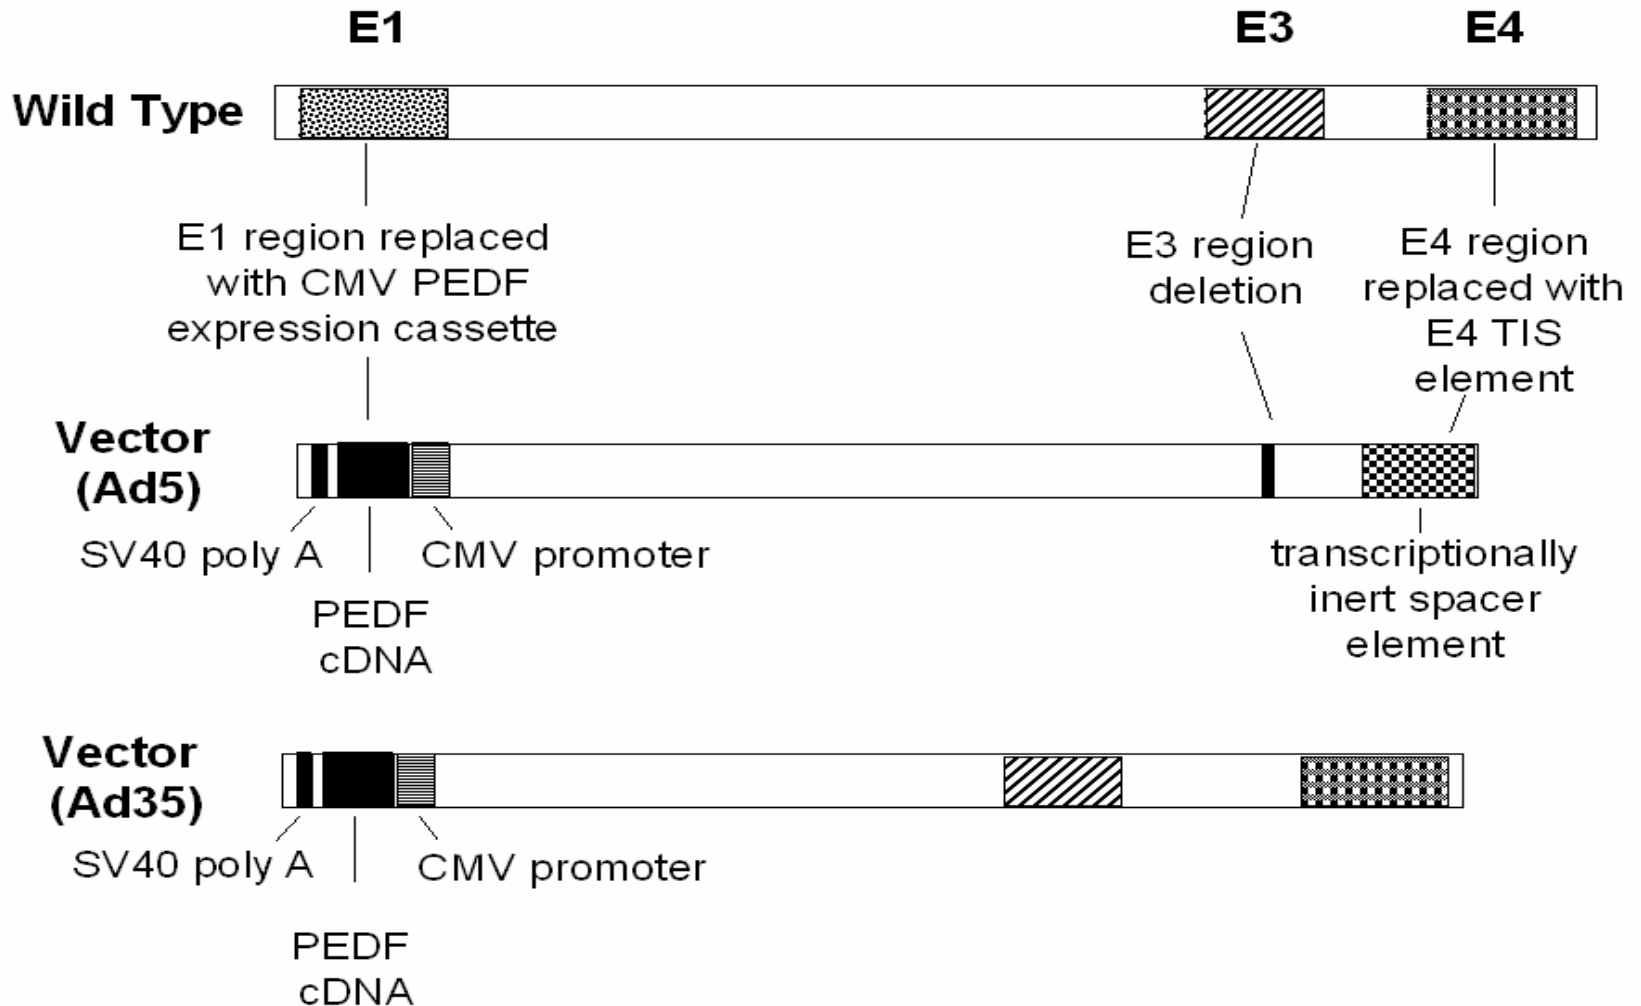 E1 E3 E4
Wild Type
E1 region replaced
with CMV PEDF
expression cassette
E3 region
deletion
E4 region
replaced with
E4 TIS
element
Vector
(Ad5)
SV40 poly A
CMV promoter
PEDF
cDNA
transcriptionally
inert spacer
element
Vector
(Ad35)
SV40 poly A
CMV promoter
PEDF
cDNA